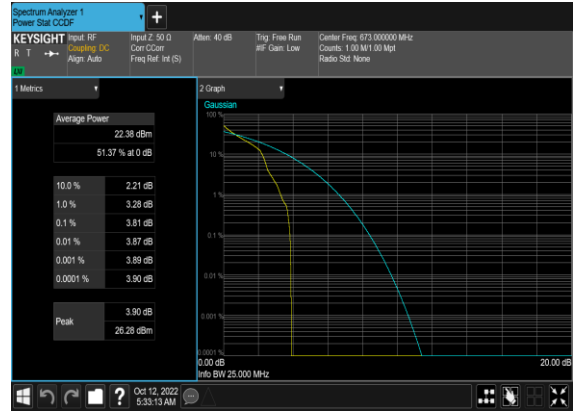 Spectrum Analyzer 1
Power Stat CCDF
KEYSIGHT
Input: RF
Coupling: DC
Align: Auto
Input Z: 50 Ω
Corr CCorr
Freq Ref: Int (S)
Atten: 40 dB
Trig: Free Run
#IF Gain: Low
Center Freq: 673.000000 MHz
Counts: 1.00 M/1.00 Mpt
Radio Std: None
R T
LXI
1 Metrics
Average Power
22.38 dBm
51.37 % at 0 dB
10.0 % 2.21 dB
1.0 % 3.28 dB
0.1 % 3.81 dB
0.01 % 3.87 dB
0.001 % 3.89 dB
0.0001 % 3.90 dB
Peak
3.90 dB
26.28 dBm
2 Graph
Gaussian
100 %
10 %
1 %
0.1 %
0.01 %
0.001 %
0.0001 %
0.00 dB
20.00 dB
Info BW 25.000 MHz
Oct 12, 2022
5:33:13 AM